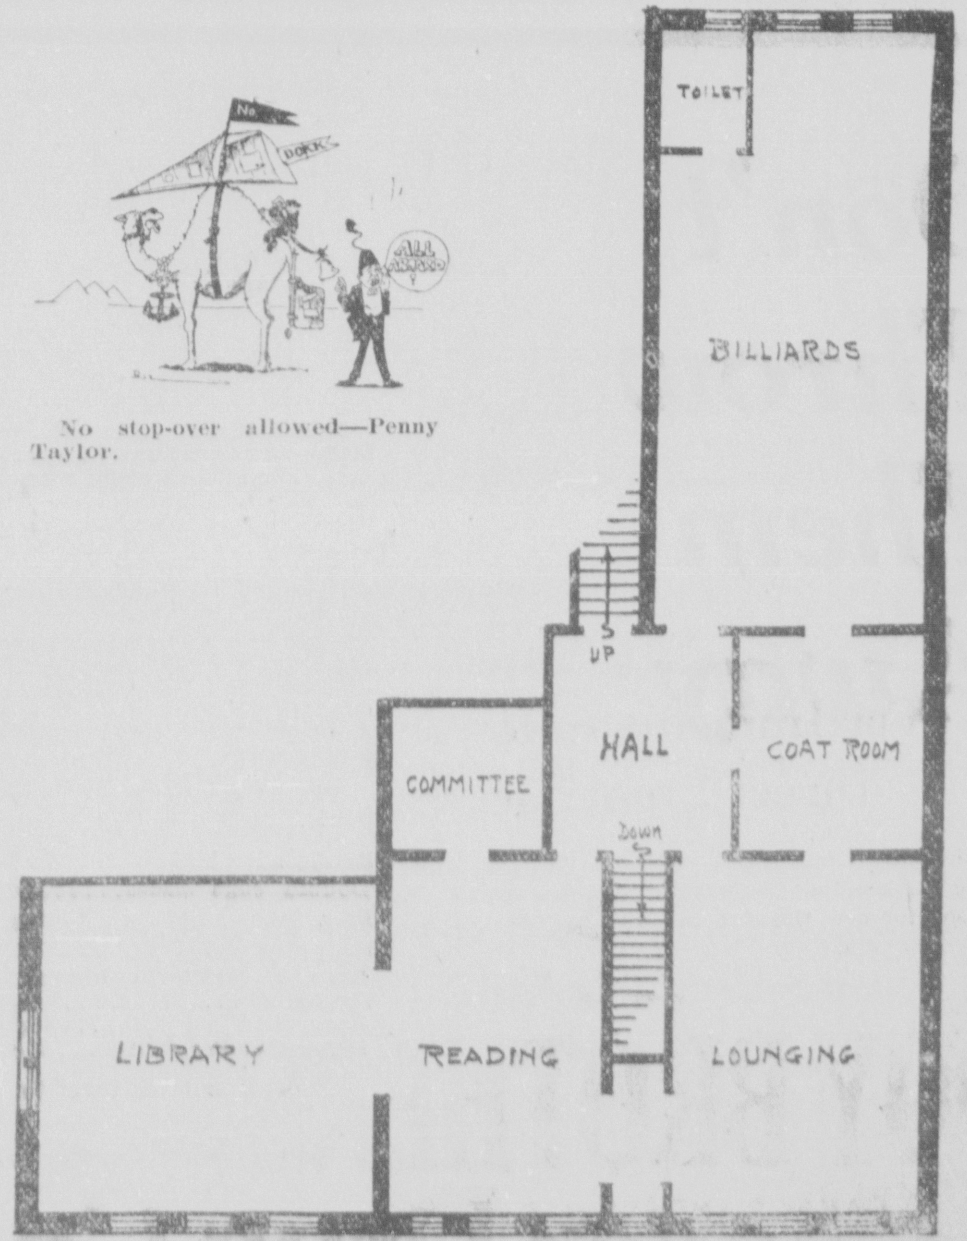 TOILET
No
DOKK
ALL
ABOARD
!
BILLIARDS
No stop-over allowed—Penny
Taylor.
UP
HALL
COAT ROOM
COMMITTEE
DOWN
LIBRARY
READING
LOUNGING